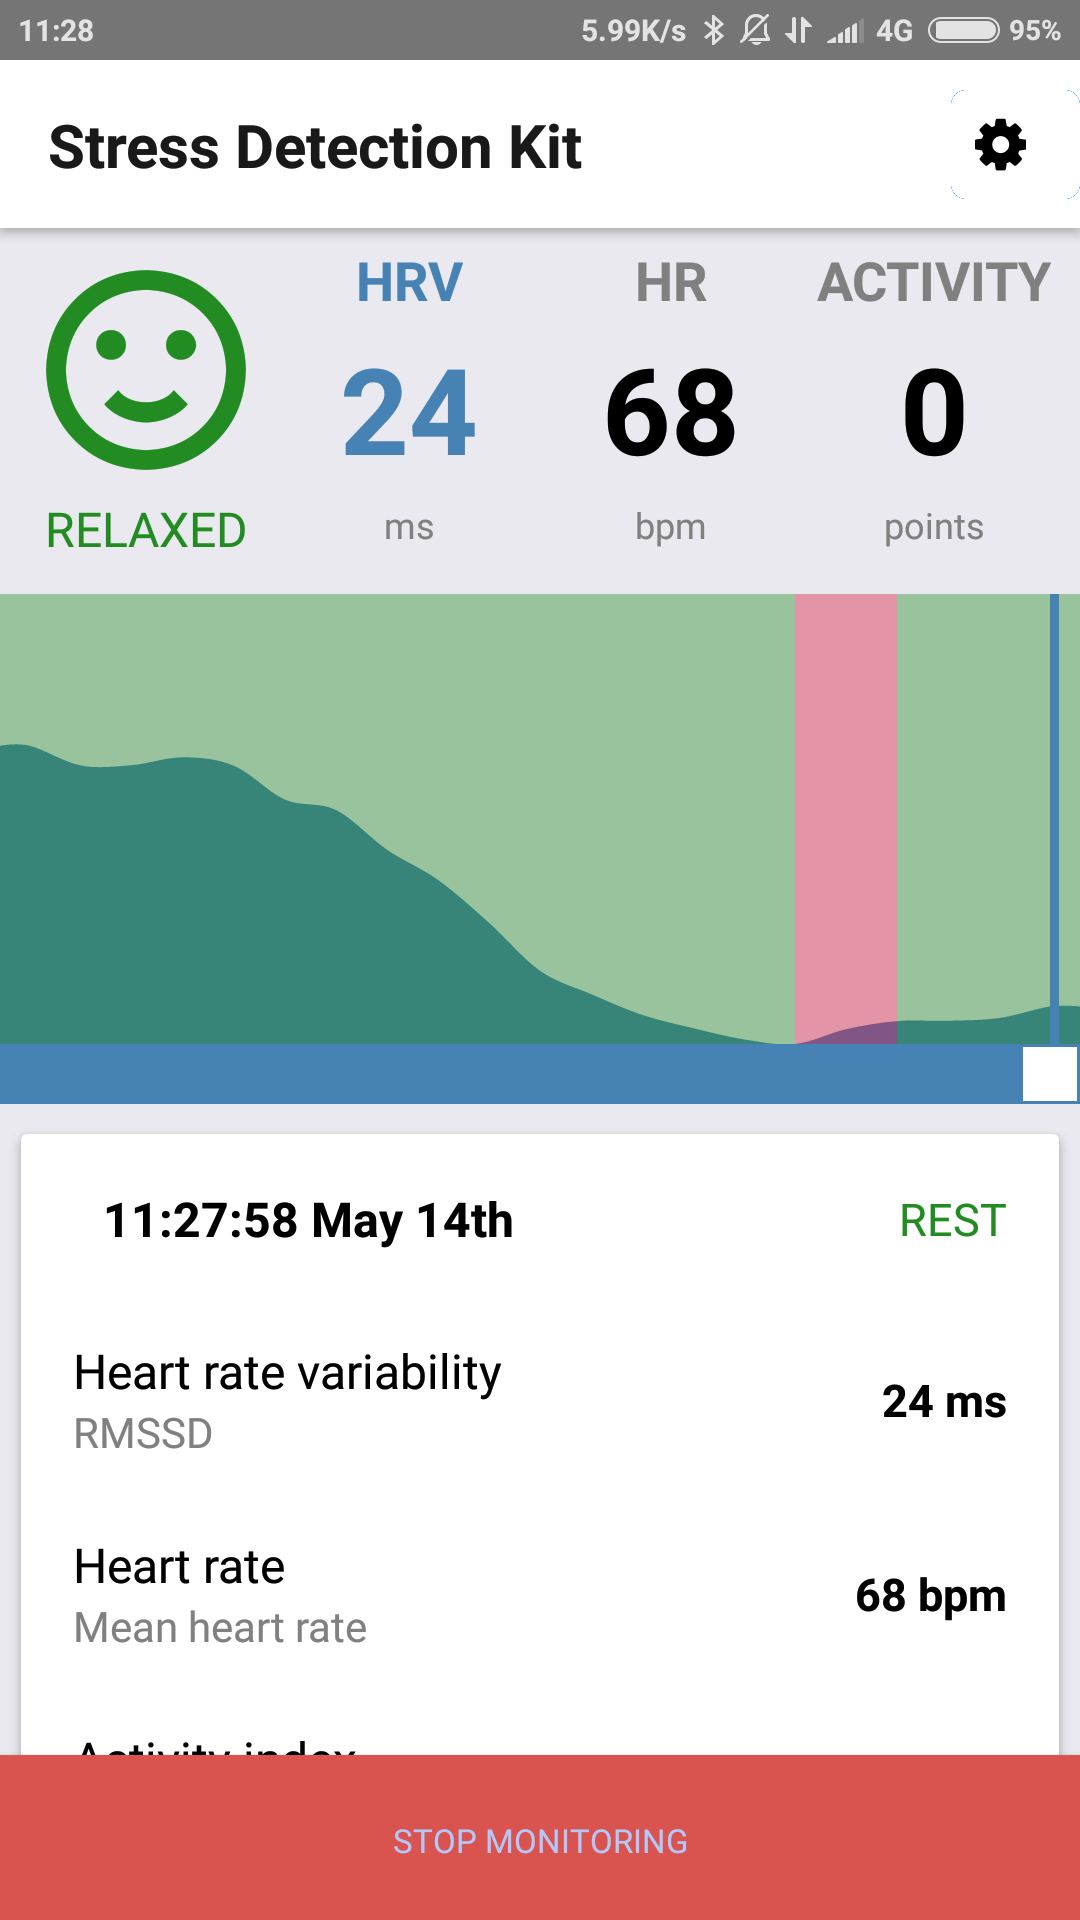 11:28 5.99K/s 4G 95%
Stress Detection Kit
HRV HR ACTIVITY
24 68 0
RELAXED ms bpm points
11:27:58 May 14th REST
Heart rate variability
RMSSD
24 ms
Heart rate
Mean heart rate
68 bpm
Activity index
STOP MONITORING